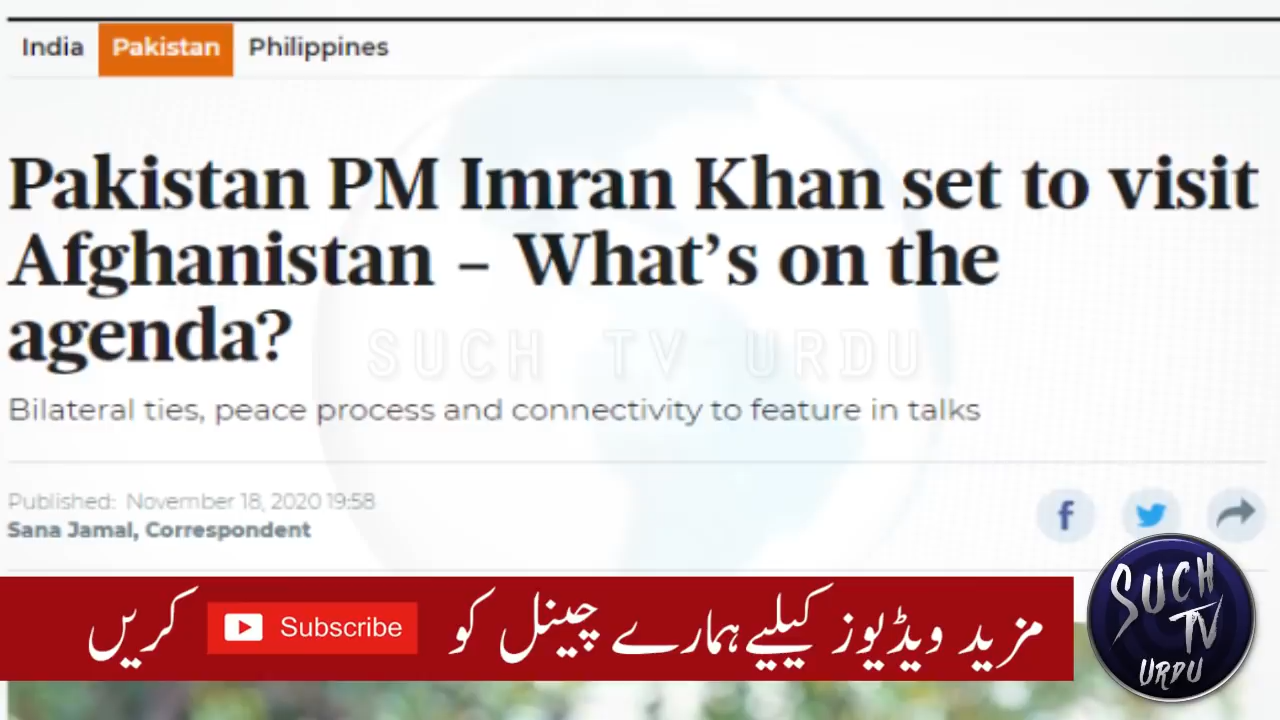 India Pakistan Philippines
Pakistan PM Imran Khan set to visit
Afghanistan – What's on the
agenda?
SUCH TV URDU
Bilateral ties, peace process and connectivity to feature in talks
Published: November 18, 2020 19:58
Sana Jamal, Correspondent
مزید ویڈیوز کیلیے ہمارے چینل کو Subscribe کریں
SUCH
TV
URDU